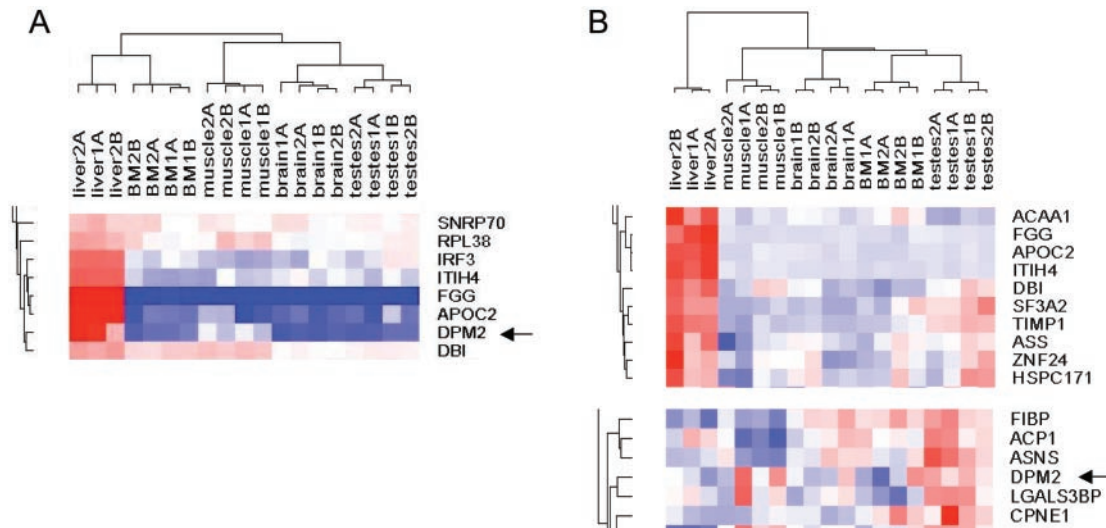 A
liver2A
liver1A
liver2B
BM2B
BM2A
BM1A
BM1B
muscle2A
muscle2B
muscle1A
muscle1B
brain1A
brain2A
brain1B
brain2B
testes2A
testes1A
testes1B
testes2B
SNRP70
RPL38
IRF3
ITIH4
FGG
APOC2
DPM2
DBI
B
liver2B
liver1A
liver2A
muscle2A
muscle1A
muscle2B
muscle1B
brain1B
brain2B
brain2A
brain1A
BM1A
BM2A
BM2B
BM1B
testes2A
testes1A
testes1B
testes2B
ACAA1
FGG
APOC2
ITIH4
DBI
SF3A2
TIMP1
ASS
ZNF24
HSPC171
FIBP
ACP1
ASNS
DPM2
LGALS3BP
CPNE1